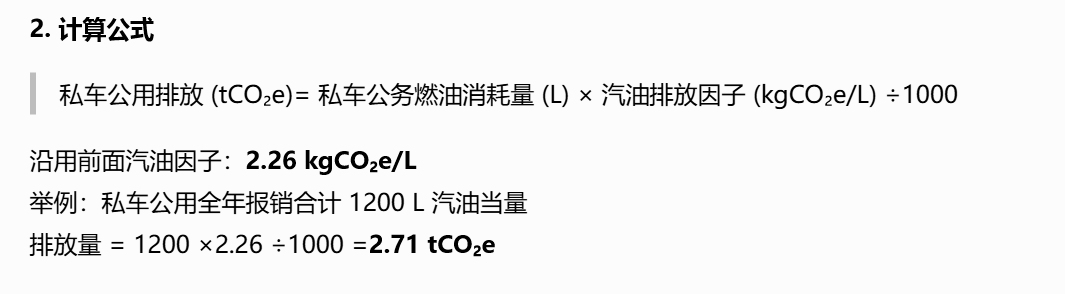 2. 计算公式
私车公用排放 (tCO₂e)= 私车公务燃油消耗量 (L) × 汽油排放因子 (kgCO₂e/L) ÷1000
沿用前面汽油因子：2.26 kgCO₂e/L
举例：私车公用全年报销合计 1200 L 汽油当量
排放量 = 1200 ×2.26 ÷1000 =2.71 tCO₂e